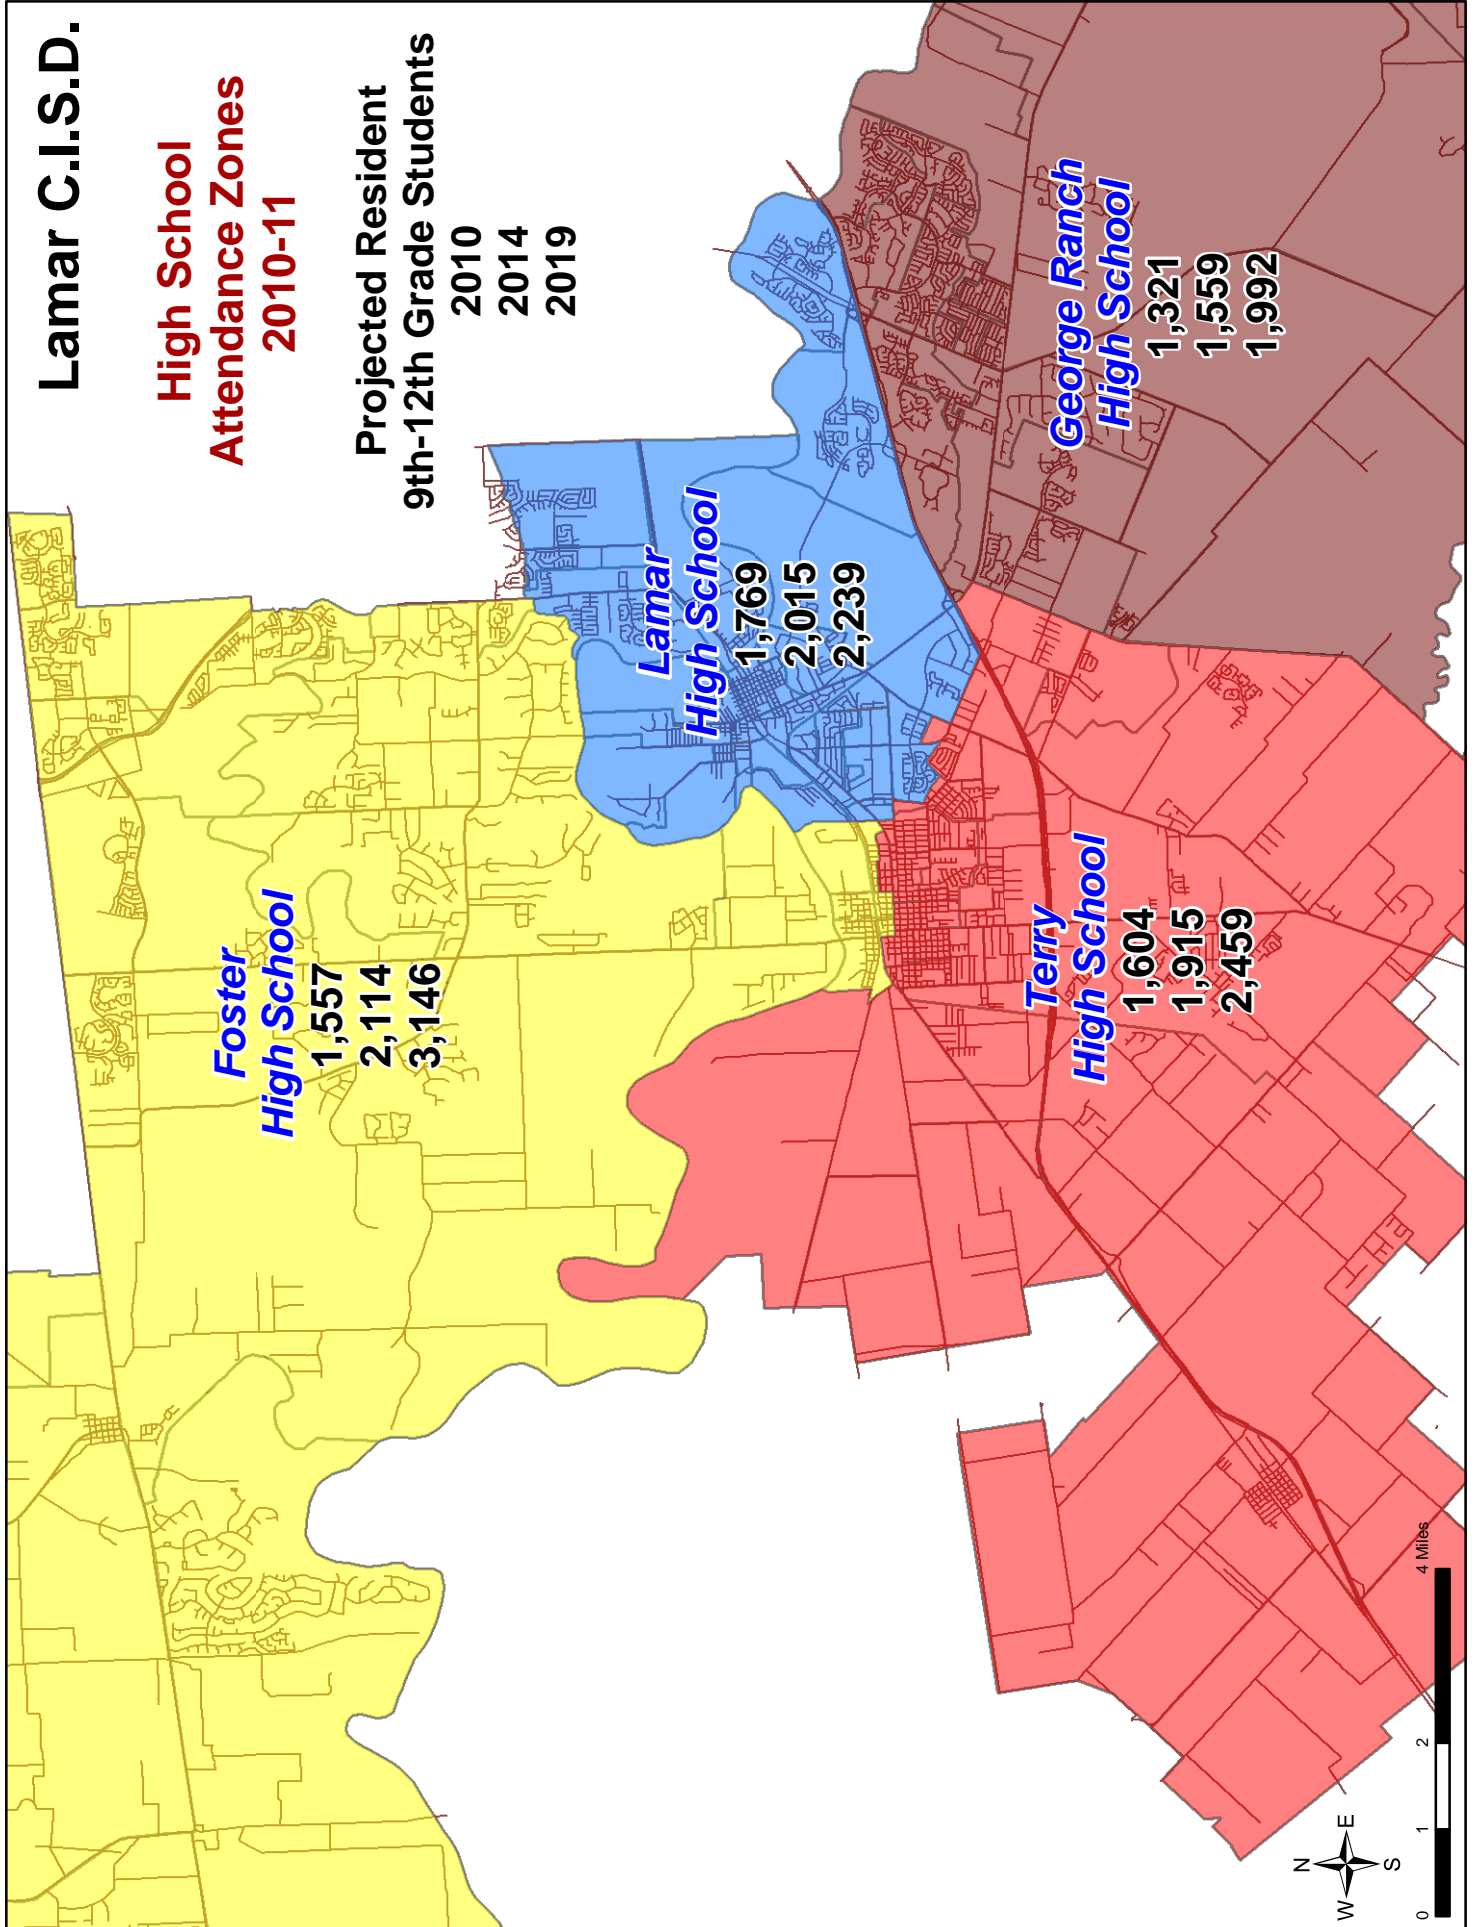 Lamar C.I.S.D.
High School
Attendance Zones
2010-11
Projected Resident
9th-12th Grade Students
2010
2014
2019
Foster
High School
1,557
2,114
3,146
Lamar
High School
1,769
2,015
2,239
Terry
High School
1,604
1,915
2,459
George Ranch
High School
1,321
1,559
1,992
N
W
E
S
0
1
2
4 Miles